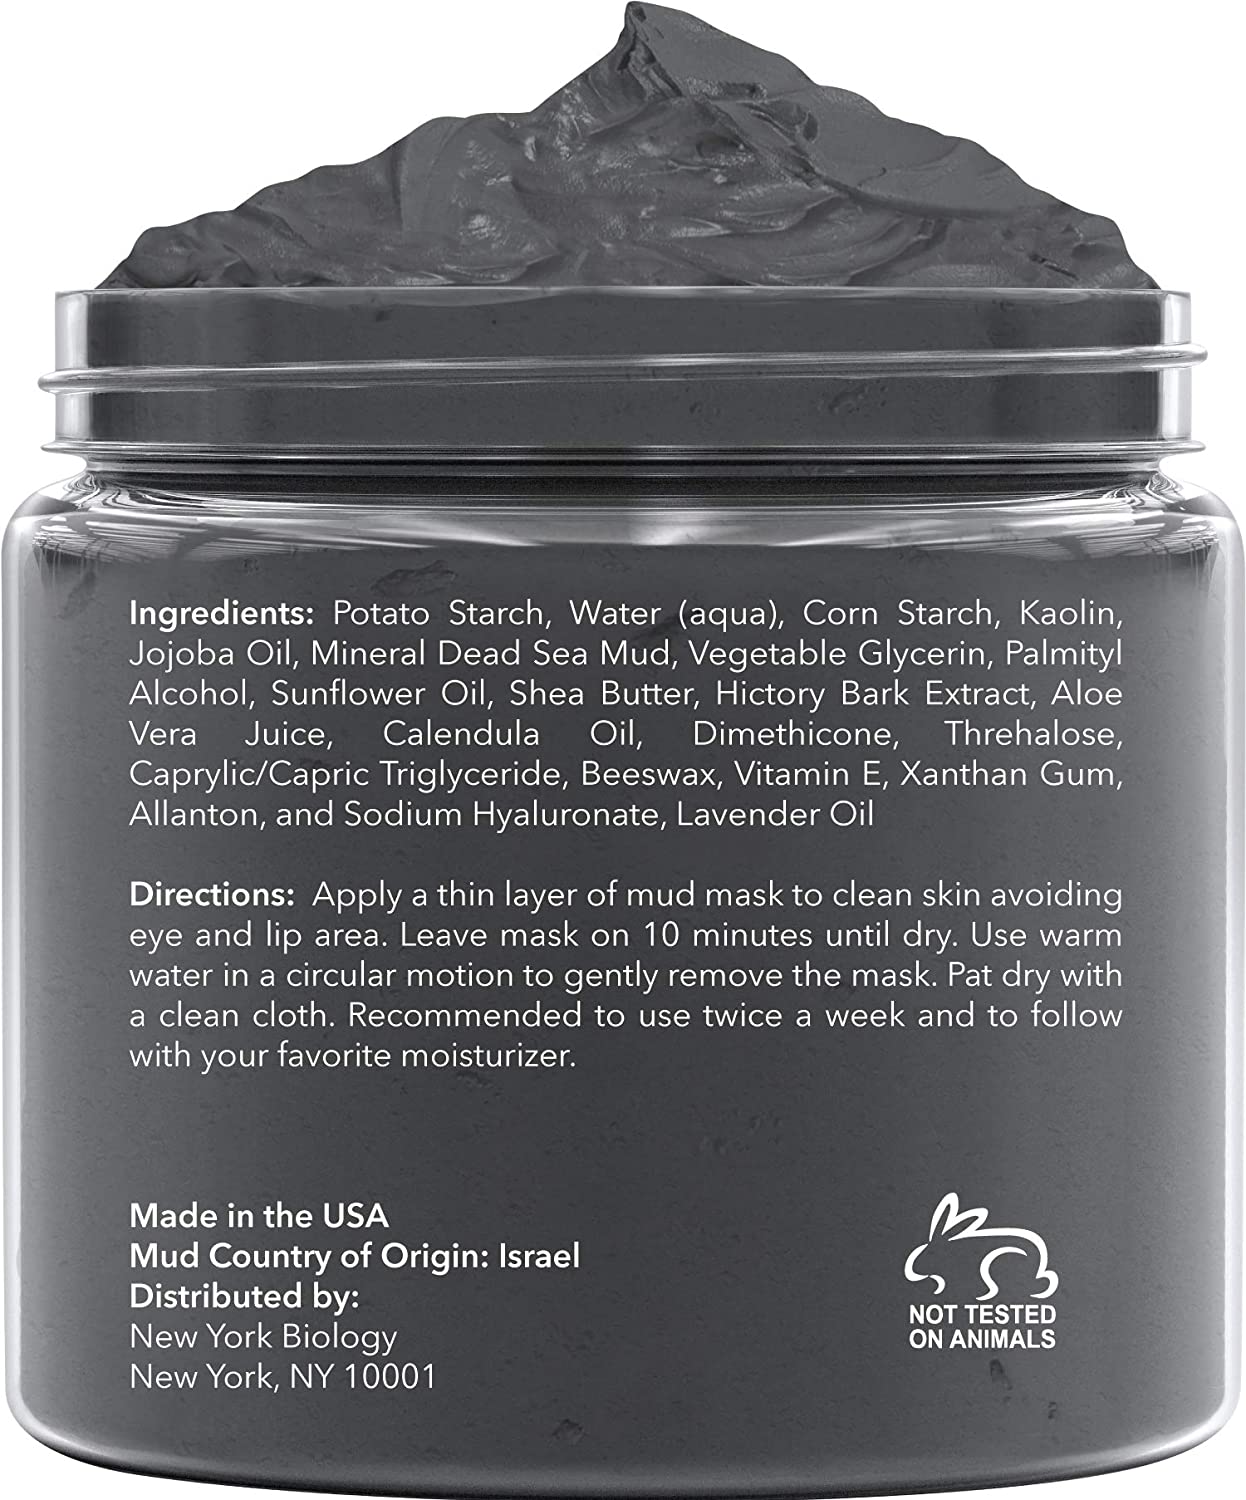 Ingredients: Potato Starch, Water (aqua), Corn Starch, Kaolin,
Jojoba Oil, Mineral Dead Sea Mud, Vegetable Glycerin, Palmityl
Alcohol, Sunflower Oil, Shea Butter, Hictory Bark Extract, Aloe
Vera Juice, Calendula Oil, Dimethicone, Threhalose,
Caprylic/Capric Triglyceride, Beeswax, Vitamin E, Xanthan Gum,
Allanton, and Sodium Hyaluronate, Lavender Oil
Directions: Apply a thin layer of mud mask to clean skin avoiding
eye and lip area. Leave mask on 10 minutes until dry. Use warm
water in a circular motion to gently remove the mask. Pat dry with
a clean cloth. Recommended to use twice a week and to follow
with your favorite moisturizer.
Made in the USA
Mud Country of Origin: Israel
Distributed by:
New York Biology
New York, NY 10001
NOT TESTED
ON ANIMALS